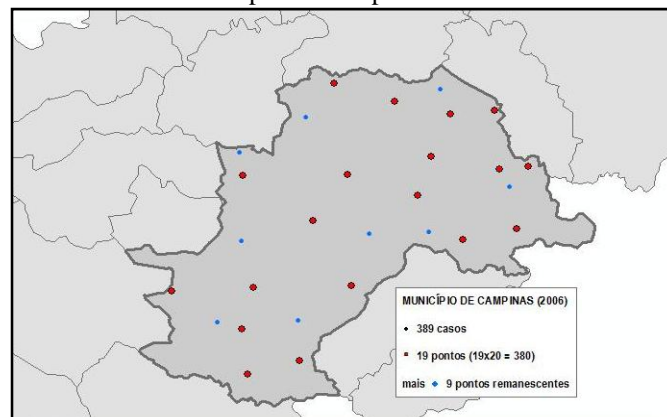 MUNICÍPIO DE CAMPINAS (2006)
389 casos
19 pontos (19x20 = 380)
mais 9 pontos remanescentes